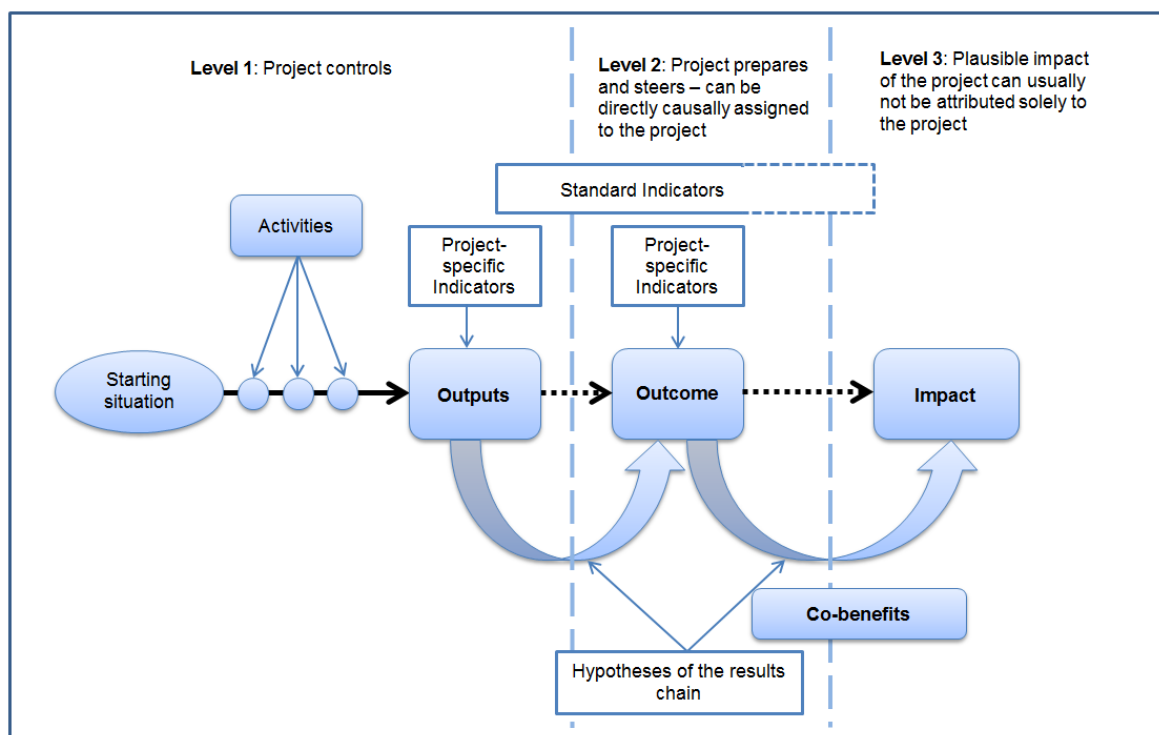 Level 1: Project controls
Level 2: Project prepares
and steers – can be
directly causally assigned
to the project
Level 3: Plausible impact
of the project can usually
not be attributed solely to
the project
Standard Indicators
Activities
Project-
specific
Indicators
Project-
specific
Indicators
Starting
situation
Outputs
Outcome
Impact
Co-benefits
Hypotheses of the results
chain